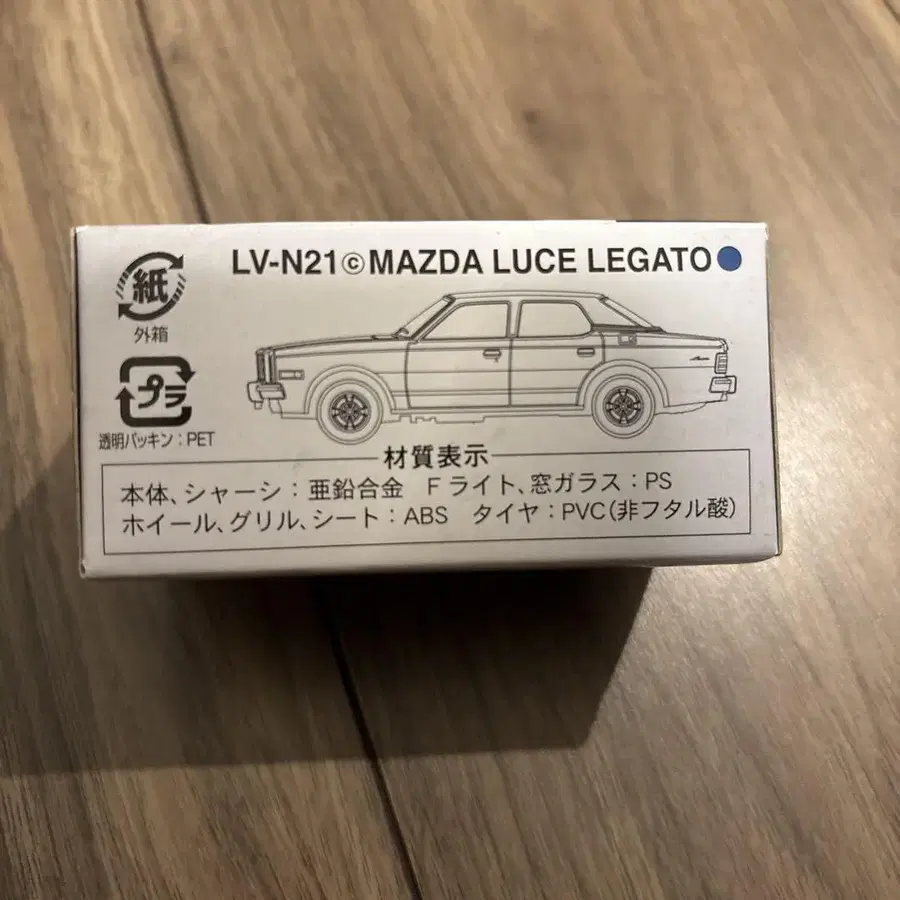 LV-N21ⓒMAZDA LUCE LEGATO
紙
外箱
プラ
透明パッキン:PET
材質表示
本体、シャーシ:亜鉛合金 Fライト、窓ガラス:PS
ホイール、グリル、シート:ABS タイヤ:PVC(非フタル酸)